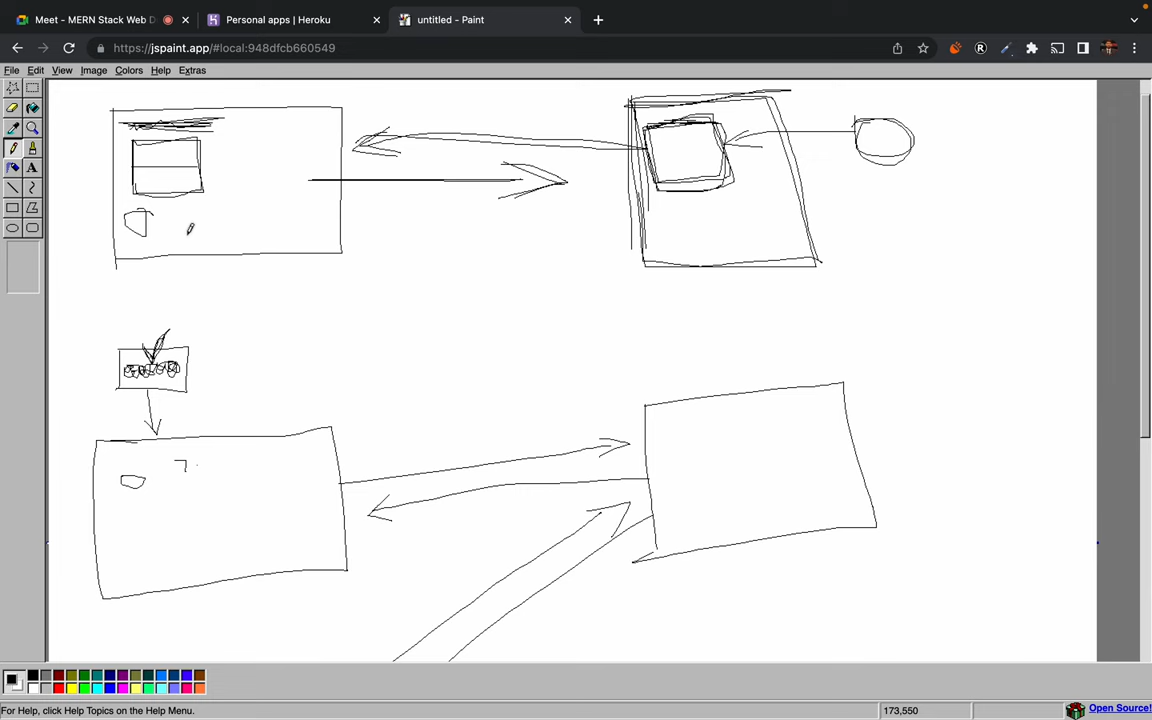 Meet - MERN Stack Web D
Personal apps | Heroku
untitled - Paint
https://jspaint.app/#local:948dfcb660549
File Edit View Image Colors Help Extras
A
For Help, click Help Topics on the Help Menu.
173,550
Open Source!